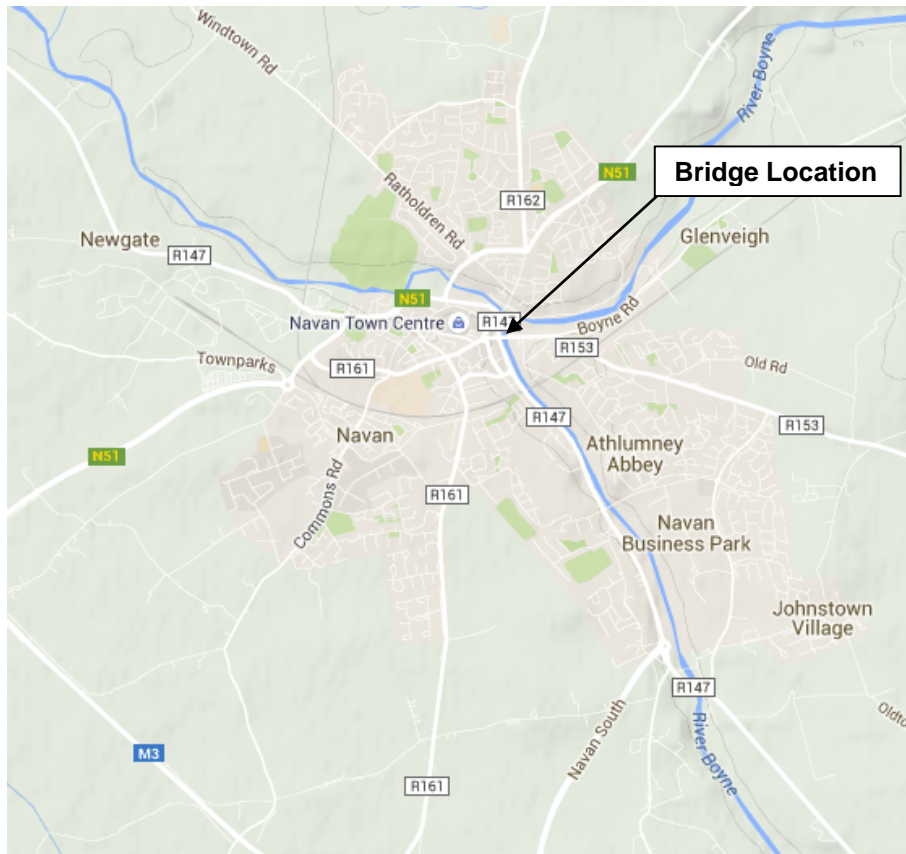 Windtown Rd
River Boyne
Bridge Location
N51
Ratholdren Rd
R162
Newgate
Glenveigh
R147
N51
Navan Town Centre
R147
Boyne Rd
R153
Townparks
R161
Old Rd
R147
R153
Navan
Athlumney
Abbey
N51
Commons Rd
R161
Navan
Business Park
Johnstown
Village
R147
Navan South
River Boyne
Oldto
M3
R161